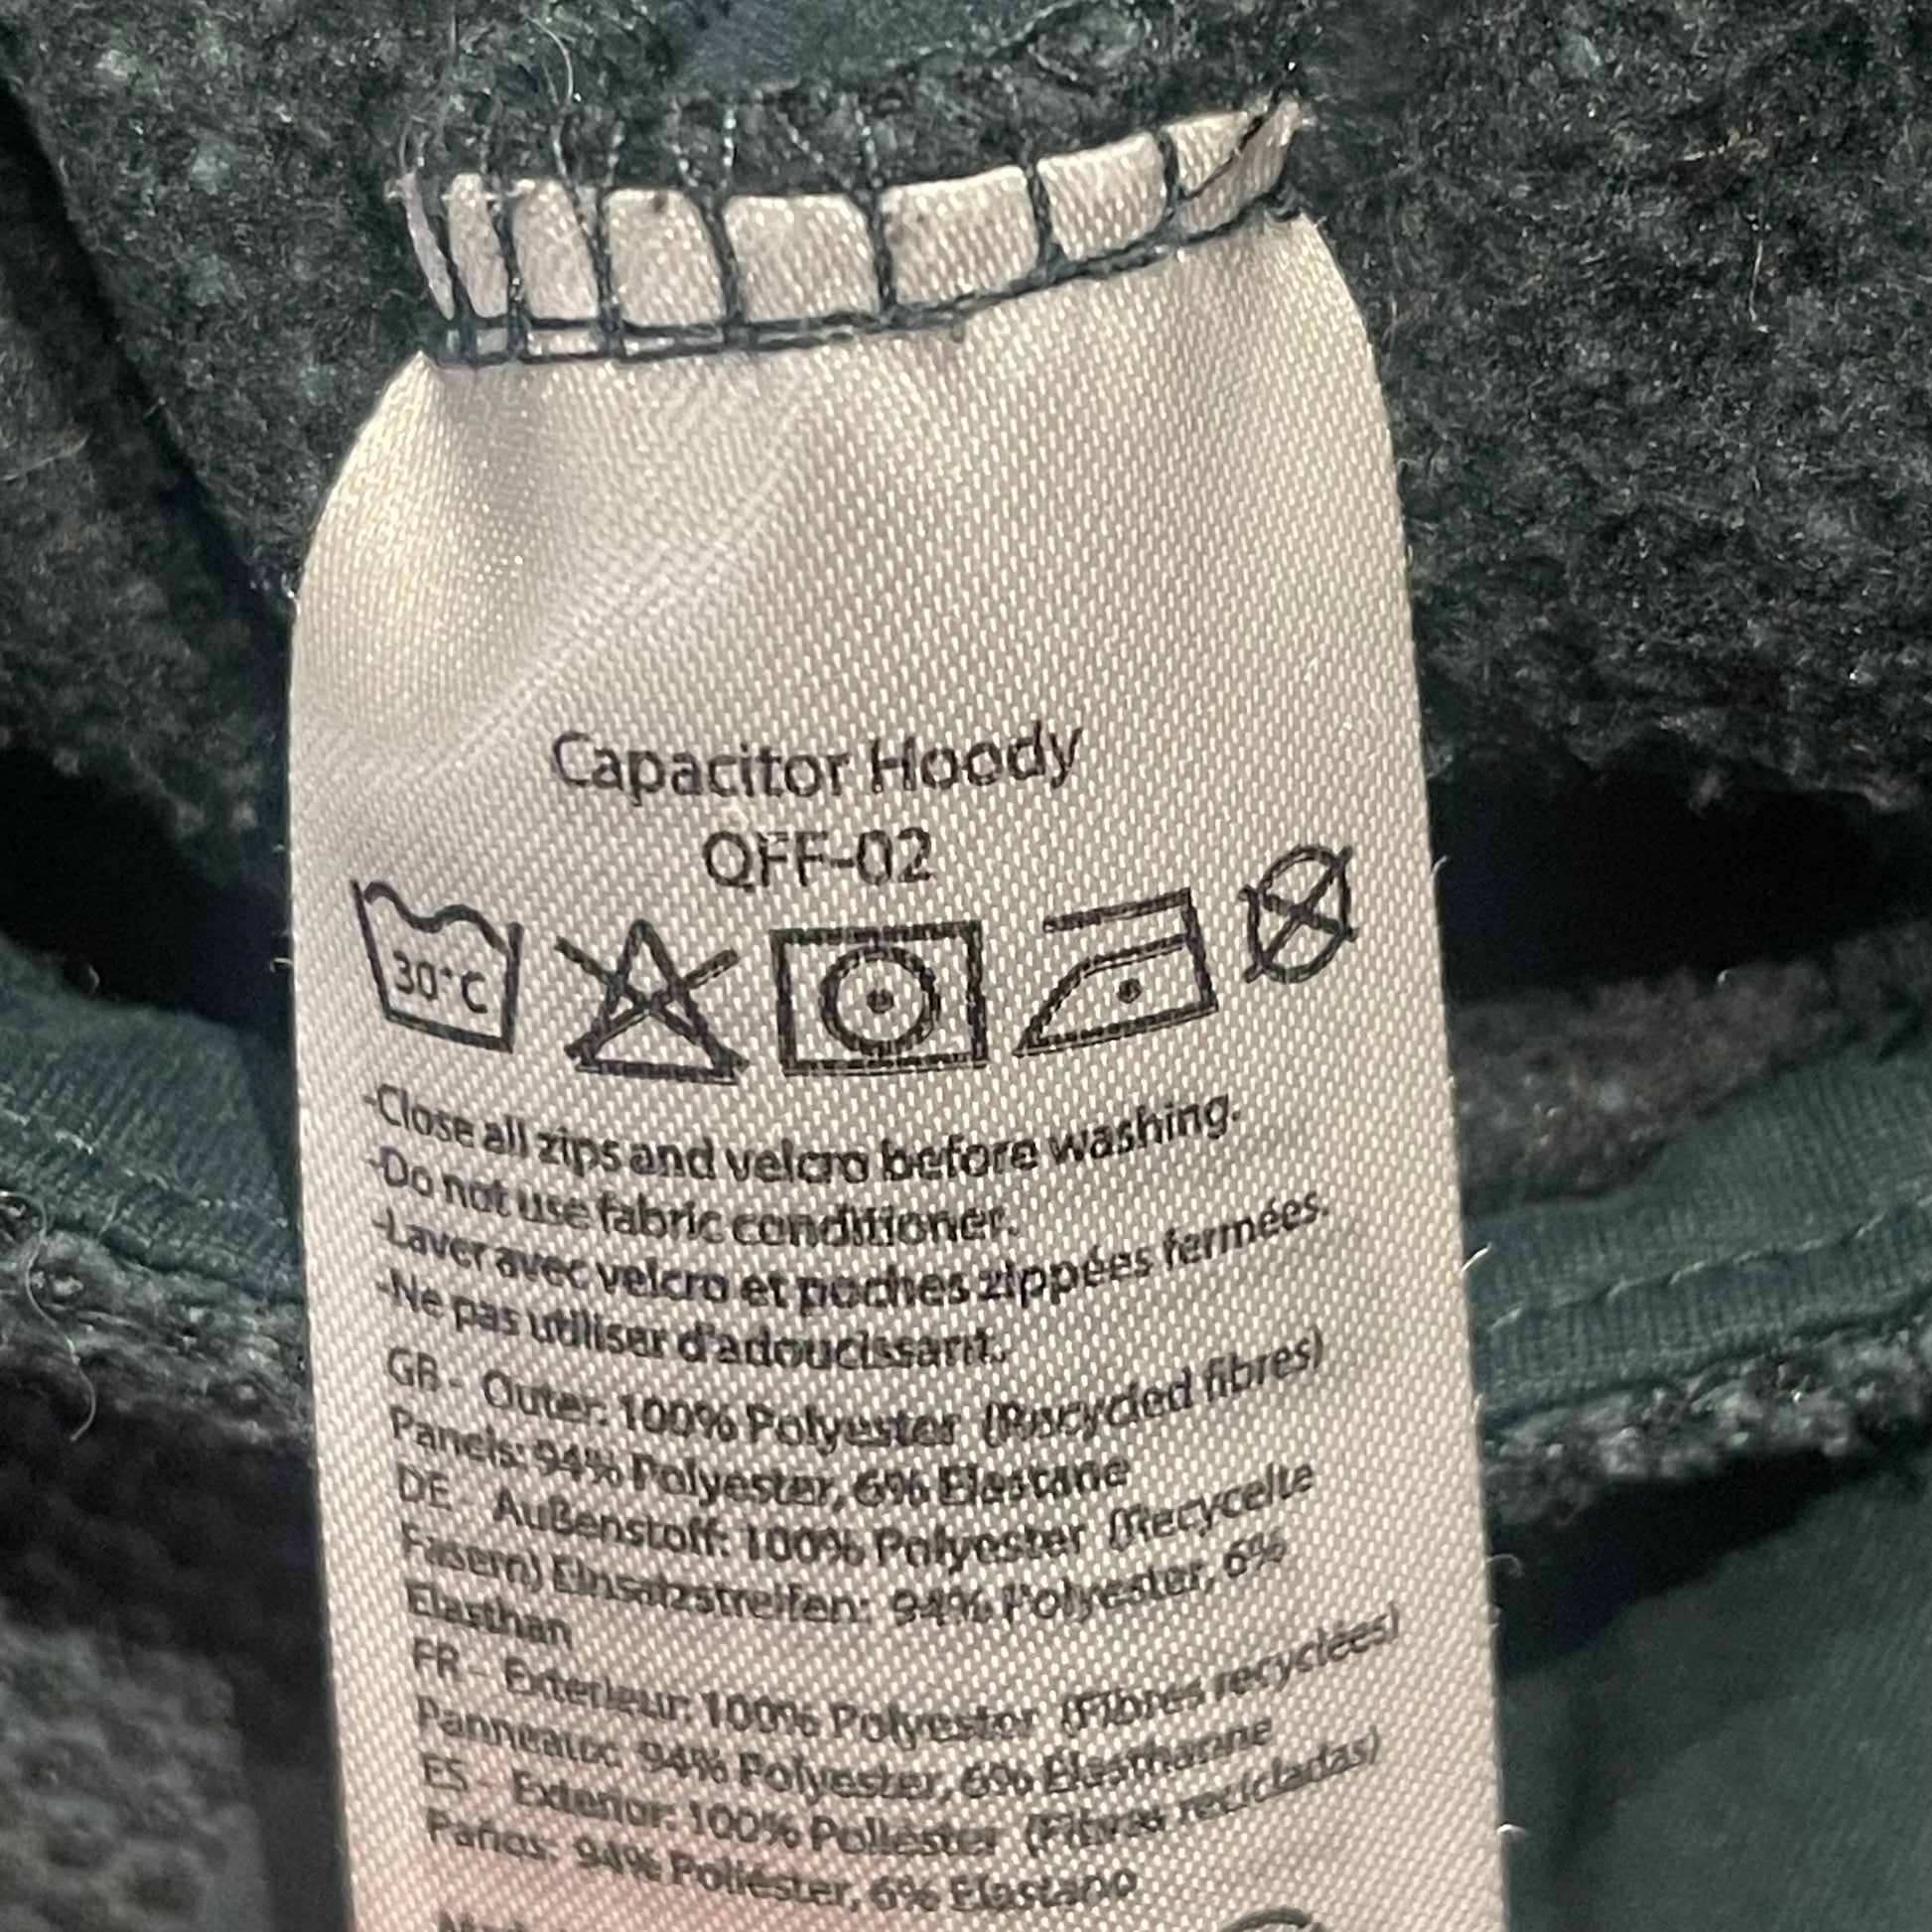 Capacitor Hoody
QFF-02
30°C
-Close all zips and velcro before washing.
-Do not use fabric conditioner.
-Laver avec velcro et poches zippées fermées.
-Ne pas utiliser d'adoucissant.
GB - Outer: 100% Polyester (Recycled fibres)
Panels: 94% Polyester, 6% Elastane
DE - Außenstoff: 100% Polyester (Recycelte
Fasern) Einsatzstreifen: 94% Polyester, 6%
Elasthan
FR - Exterieur: 100% Polyester (Fibres recyclées)
Panneaux: 94% Polyester, 6% Elasthanne
ES - Exterior: 100% Poliéster (Fibras recicladas)
Paños: 94% Poliéster, 6% Elastano